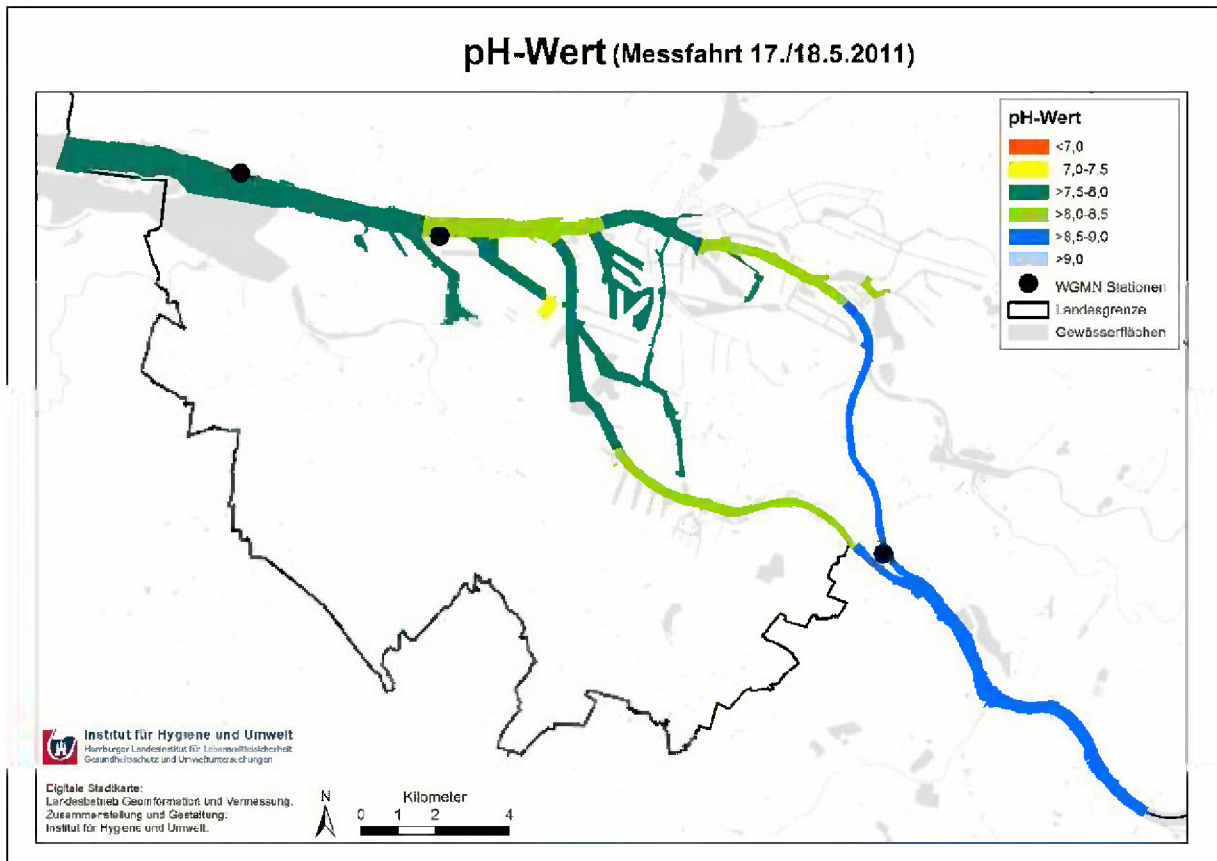 pH-Wert (Messfahrt 17./18.5.2011)
pH-Wert
<7,0
7,0-7,5
>7,5-8,0
>8,0-8,5
>8,5-9,0
>9,0
WGMN Stationen
Landesgrenze
Gewässerflächen
Institut für Hygiene und Umwelt
Hamburger Landesinstitut für Lebensmittelsicherheit
Gesundheitsschutz und Umweltuntersuchungen
Digitale Stadtkarte:
Landesbetrieb Geoinformation und Vermessung.
Zusammenstellung und Gestaltung:
Institut für Hygiene und Umwelt.
N
Kilometer
0 1 2 4